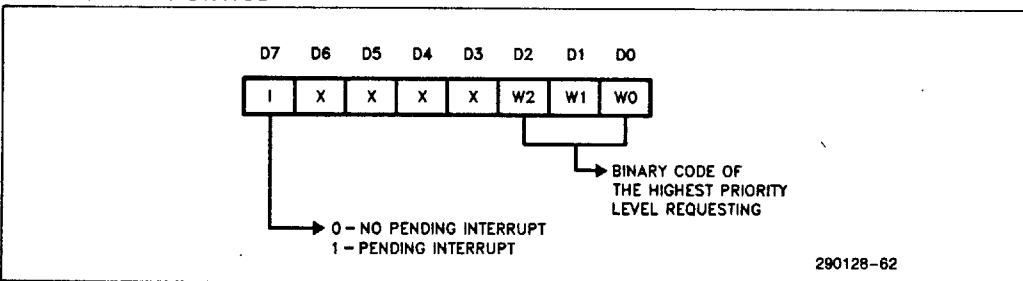 D7 D6 D5 D4 D3 D2 D1 D0
I X X X X W2 W1 W0
BINARY CODE OF
THE HIGHEST PRIORITY
LEVEL REQUESTING
0 – NO PENDING INTERRUPT
1 – PENDING INTERRUPT
290128-62